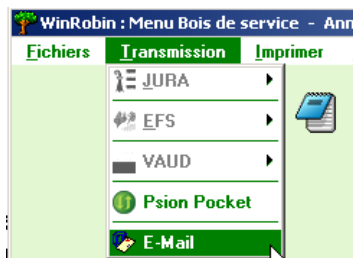 WinRobin : Menu Bois de service - Ann
Fichiers Transmission Imprimer
JURA
EFS
VAUD
Psion Pocket
E-Mail